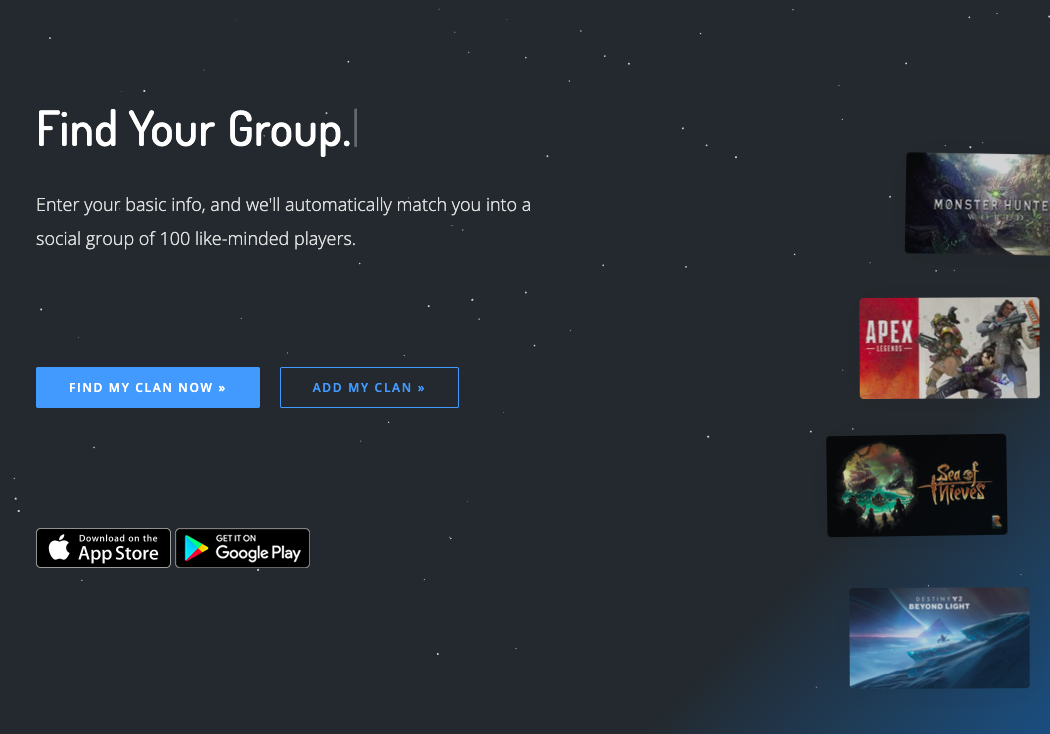 Find Your Group.
Enter your basic info, and we'll automatically match you into a
social group of 100 like-minded players.
FIND MY CLAN NOW »
ADD MY CLAN »
Download on the
App Store
GET IT ON
Google Play
MONSTER HUNTE
WORLD
APEX
LEGENDS
Sea of
Thieves
DESTINY 2
BEYOND LIGHT